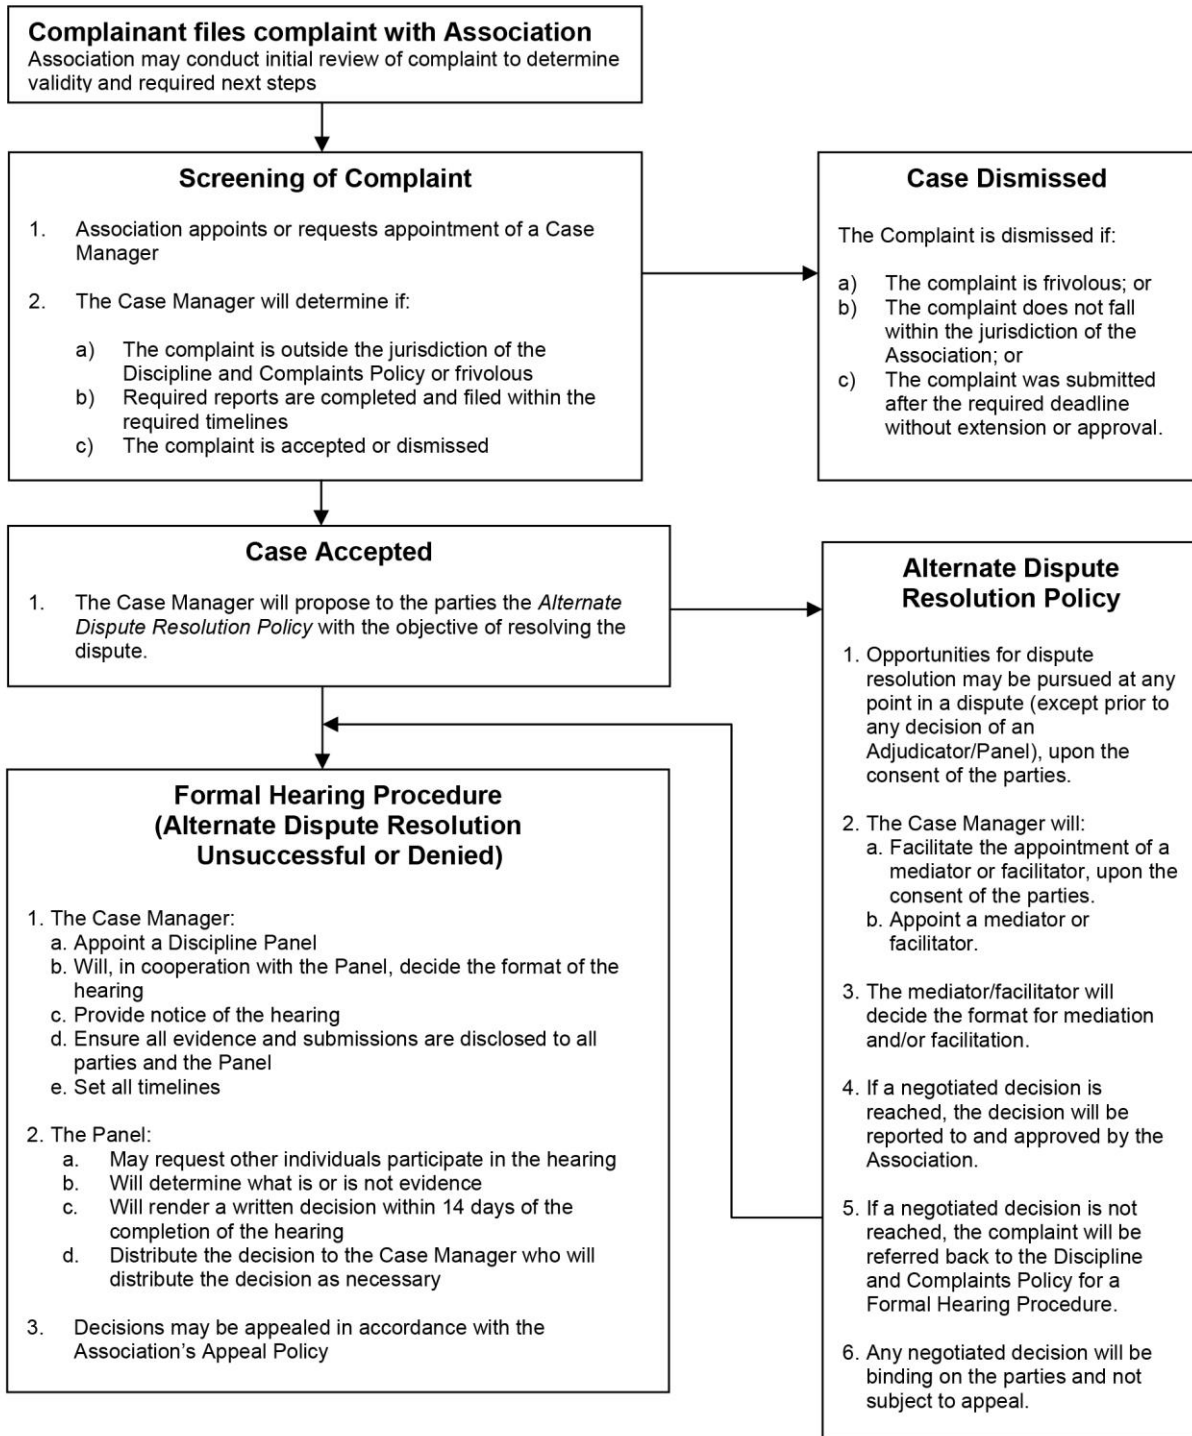 Complainant files complaint with Association
Association may conduct initial review of complaint to determine
validity and required next steps
Screening of Complaint
1. Association appoints or requests appointment of a Case
Manager
2. The Case Manager will determine if:
a) The complaint is outside the jurisdiction of the
Discipline and Complaints Policy or frivolous
b) Required reports are completed and filed within the
required timelines
c) The complaint is accepted or dismissed
Case Dismissed
The Complaint is dismissed if:
a) The complaint is frivolous; or
b) The complaint does not fall
within the jurisdiction of the
Association; or
c) The complaint was submitted
after the required deadline
without extension or approval.
Case Accepted
1. The Case Manager will propose to the parties the Alternate
Dispute Resolution Policy with the objective of resolving the
dispute.
Alternate Dispute
Resolution Policy
1. Opportunities for dispute
resolution may be pursued at any
point in a dispute (except prior to
any decision of an
Adjudicator/Panel), upon the
consent of the parties.
2. The Case Manager will:
a. Facilitate the appointment of a
mediator or facilitator, upon the
consent of the parties.
b. Appoint a mediator or
facilitator.
3. The mediator/facilitator will
decide the format for mediation
and/or facilitation.
4. If a negotiated decision is
reached, the decision will be
reported to and approved by the
Association.
5. If a negotiated decision is not
reached, the complaint will be
referred back to the Discipline
and Complaints Policy for a
Formal Hearing Procedure.
6. Any negotiated decision will be
binding on the parties and not
subject to appeal.
Formal Hearing Procedure
(Alternate Dispute Resolution
Unsuccessful or Denied)
1. The Case Manager:
a. Appoint a Discipline Panel
b. Will, in cooperation with the Panel, decide the format of the
hearing
c. Provide notice of the hearing
d. Ensure all evidence and submissions are disclosed to all
parties and the Panel
e. Set all timelines
2. The Panel:
a. May request other individuals participate in the hearing
b. Will determine what is or is not evidence
c. Will render a written decision within 14 days of the
completion of the hearing
d. Distribute the decision to the Case Manager who will
distribute the decision as necessary
3. Decisions may be appealed in accordance with the
Association's Appeal Policy